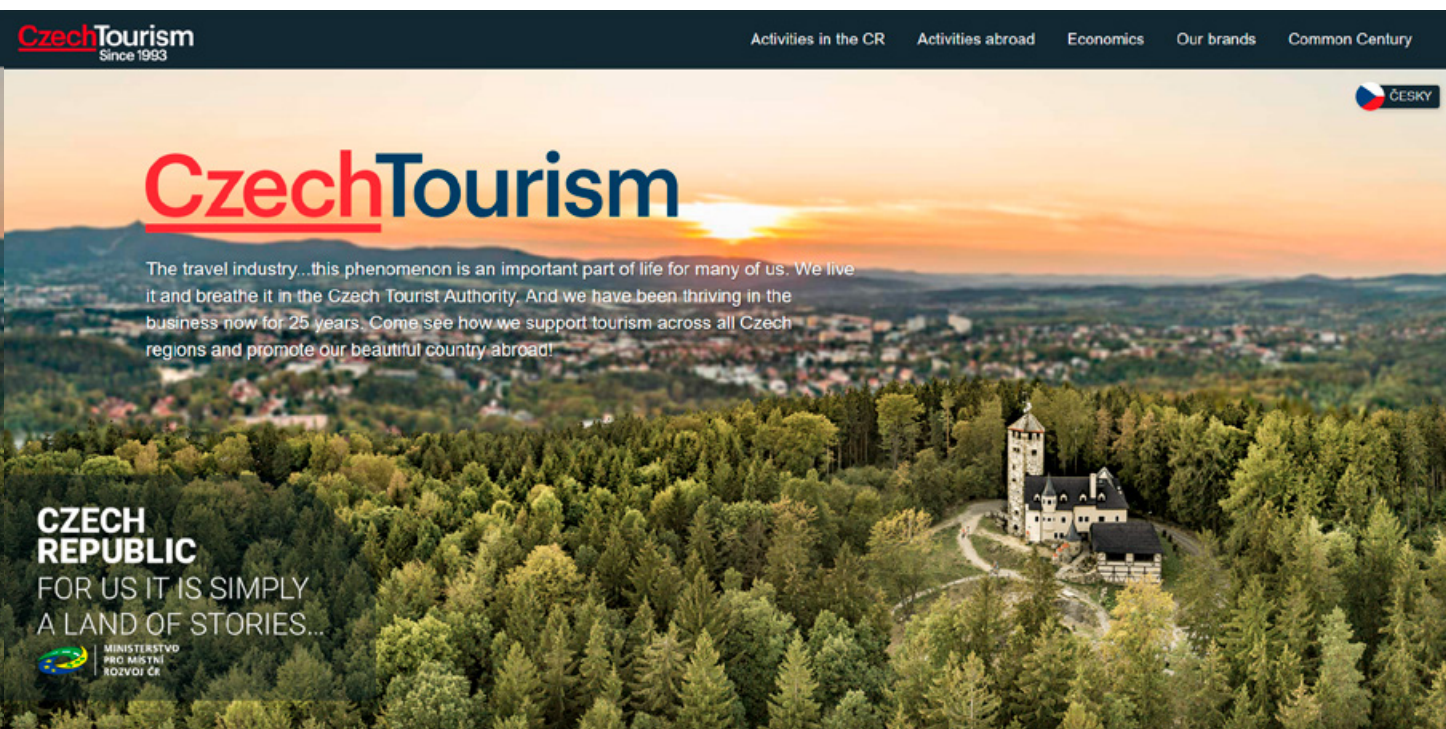 CzechTourism
Since 1993
Activities in the CR
Activities abroad
Economics
Our brands
Common Century
ČESKY
CzechTourism
The travel industry...this phenomenon is an important part of life for many of us. We live
it and breathe it in the Czech Tourist Authority. And we have been thriving in the
business now for 25 years. Come see how we support tourism across all Czech
regions and promote our beautiful country abroad!
CZECH
REPUBLIC
FOR US IT IS SIMPLY
A LAND OF STORIES...
MINISTERSTVO
PRO MÍSTNÍ
ROZVOJ ČR